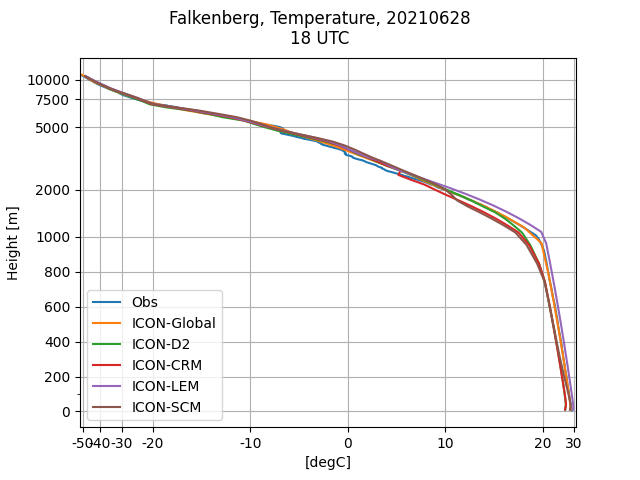 Falkenberg, Temperature, 20210628
18 UTC
Height [m]
10000
7500
5000
2000
1000
800
600
400
200
0
Obs
ICON-Global
ICON-D2
ICON-CRM
ICON-LEM
ICON-SCM
-50 -40 -30 -20 -10 0 10 20 30
[degC]